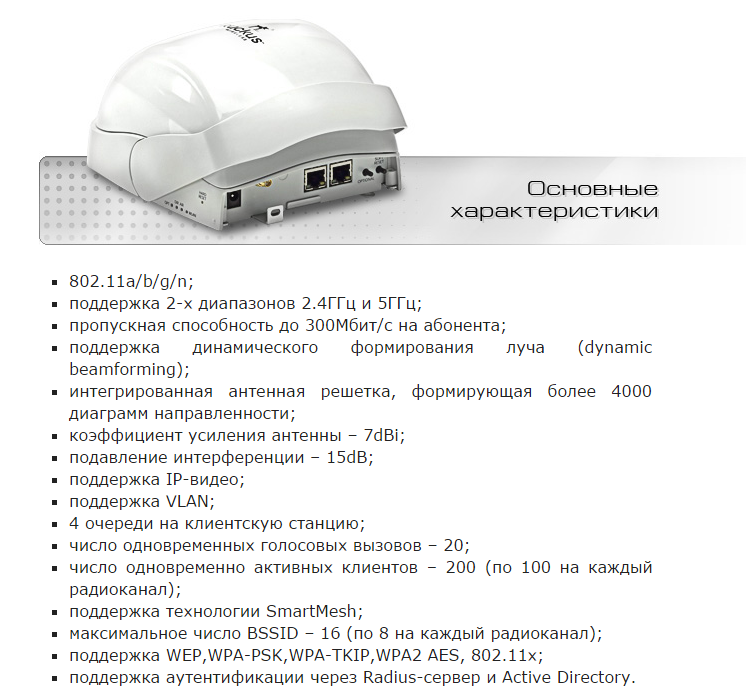 Ruckus
OPTIONAL
Основные
характеристики
802.11a/b/g/n;
поддержка 2-х диапазонов 2.4ГГц и 5ГГц;
пропускная способность до 300Мбит/с на абонента;
поддержка динамического формирования луча (dynamic
beamforming);
интегрированная антенная решетка, формирующая более 4000
диаграмм направленности;
коэффициент усиления антенны – 7dBi;
подавление интерференции – 15dB;
поддержка IP-видео;
поддержка VLAN;
4 очереди на клиентскую станцию;
число одновременных голосовых вызовов – 20;
число одновременно активных клиентов – 200 (по 100 на каждый
радиоканал);
поддержка технологии SmartMesh;
максимальное число BSSID – 16 (по 8 на каждый радиоканал);
поддержка WEP,WPA-PSK,WPA-TKIP,WPA2 AES, 802.11x;
поддержка аутентификации через Radius-сервер и Active Directory.